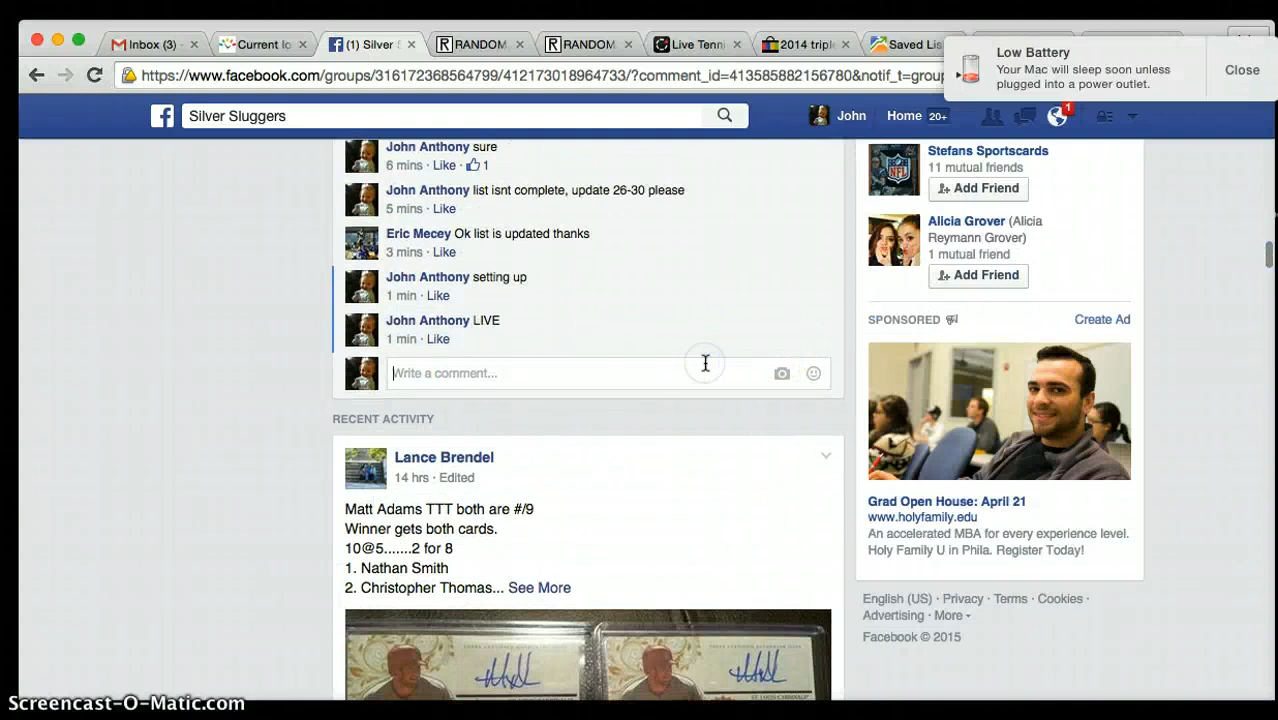 Inbox (3)
Current lo
(1) Silver S
RANDOM
RANDOM
Live Tenni
2014 triple
Saved Lis
https://www.facebook.com/groups/316172368564799/412173018964733/?comment_id=413585882156780&notif_t=group
Low Battery
Your Mac will sleep soon unless
plugged into a power outlet.
Close
Silver Sluggers
John
Home 20+
1
John Anthony sure
6 mins · Like · 1
John Anthony list isnt complete, update 26-30 please
5 mins · Like
Eric Mecey Ok list is updated thanks
3 mins · Like
John Anthony setting up
1 min · Like
John Anthony LIVE
1 min · Like
Write a comment...
RECENT ACTIVITY
Lance Brendel
14 hrs · Edited
Matt Adams TTT both are #/9
Winner gets both cards.
10@5.......2 for 8
1. Nathan Smith
2. Christopher Thomas... See More
Stefans Sportscards
11 mutual friends
Add Friend
Alicia Grover (Alicia
Reymann Grover)
1 mutual friend
Add Friend
SPONSORED
Create Ad
Grad Open House: April 21
www.holyfamily.edu
An accelerated MBA for every experience level.
Holy Family U in Phila. Register Today!
English (US) · Privacy · Terms · Cookies ·
Advertising · More
Facebook © 2015
Screencast-O-Matic.com